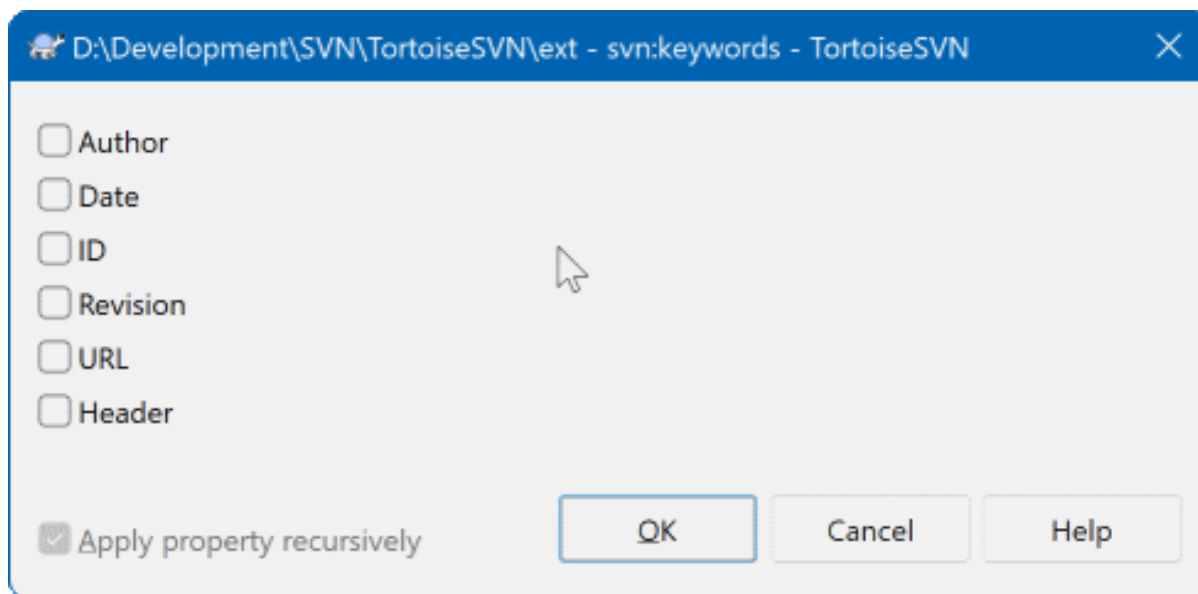 D:\Development\SVN\TortoiseSVN\ext - svn:keywords - TortoiseSVN
Author
Date
ID
Revision
URL
Header
Apply property recursively
OK Cancel Help